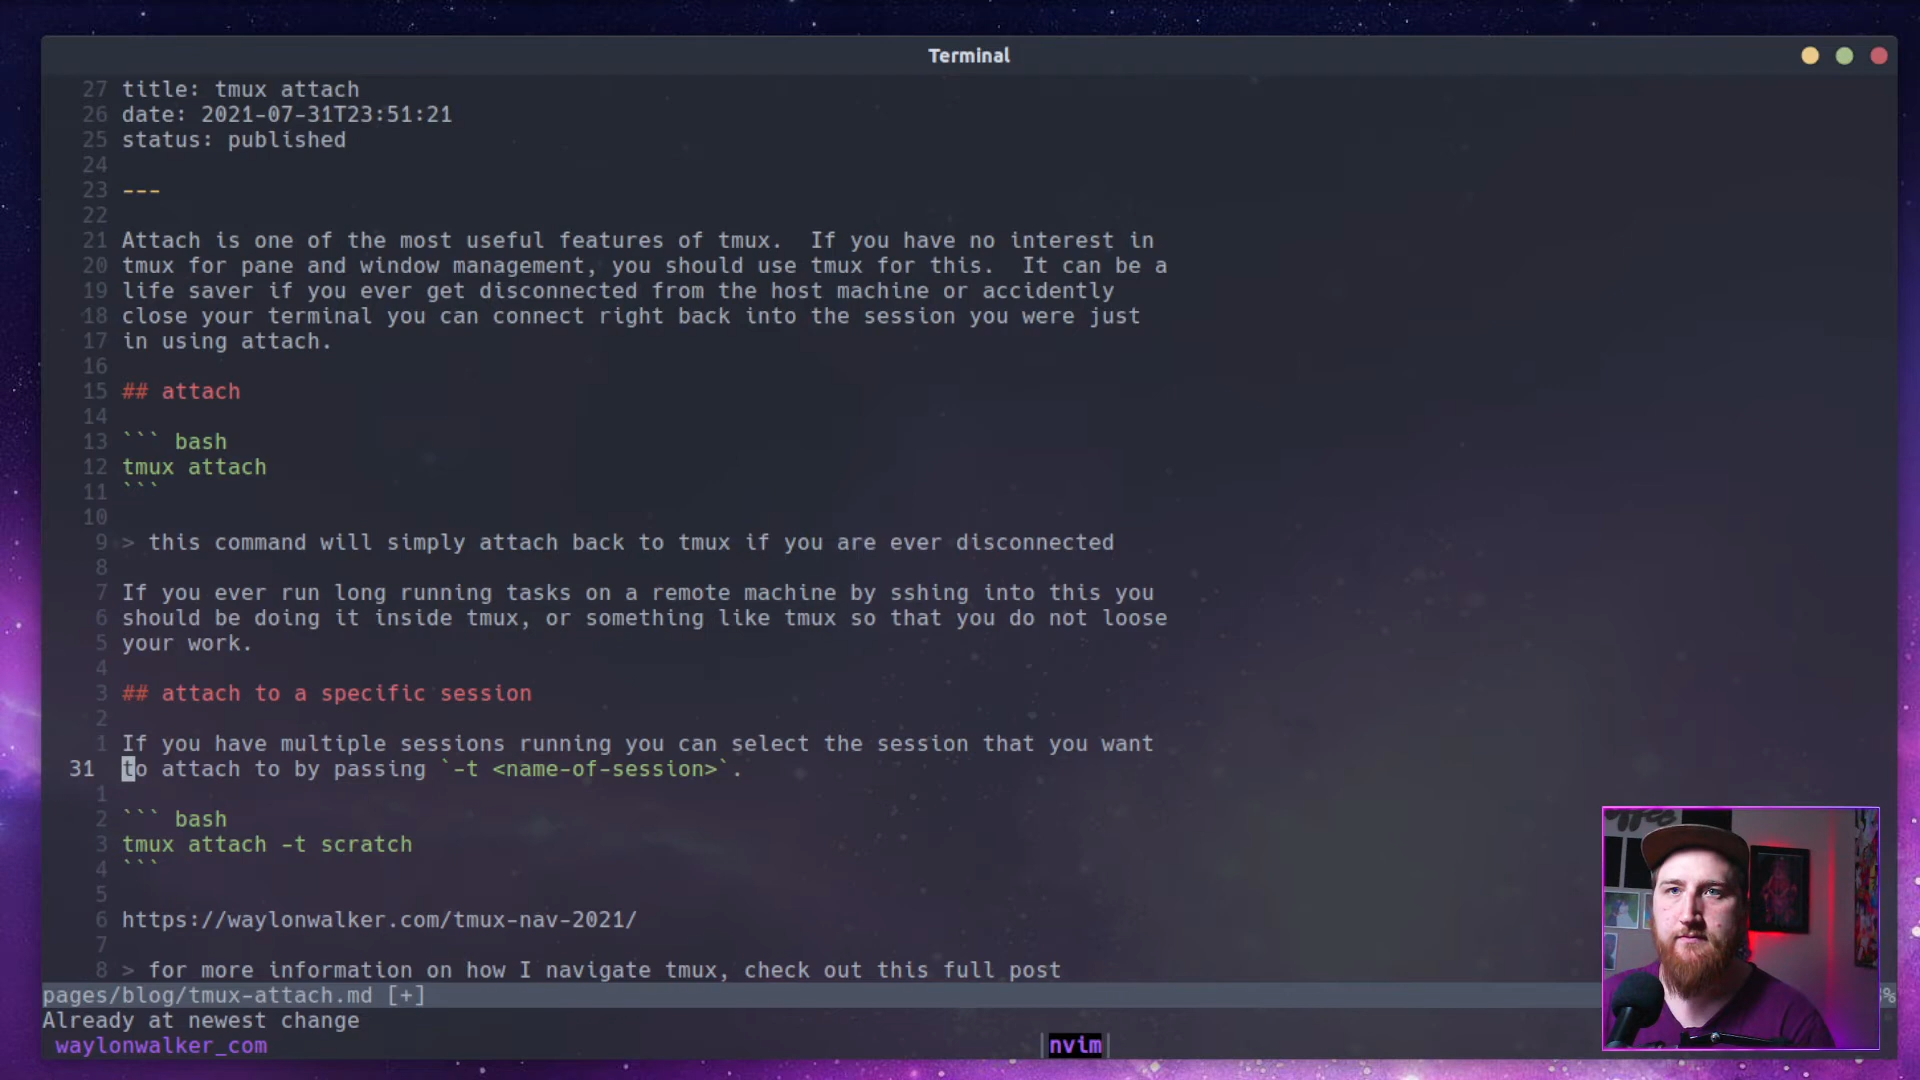 Terminal
27 title: tmux attach
26 date: 2021-07-31T23:51:21
25 status: published
24
23 ---
22
21 Attach is one of the most useful features of tmux.  If you have no interest in
20 tmux for pane and window management, you should use tmux for this.  It can be a
19 life saver if you ever get disconnected from the host machine or accidently
18 close your terminal you can connect right back into the session you were just
17 in using attach.
16
15 ## attach
14
13 ``` bash
12 tmux attach
11 ```
10
9 > this command will simply attach back to tmux if you are ever disconnected
8
7 If you ever run long running tasks on a remote machine by sshing into this you
6 should be doing it inside tmux, or something like tmux so that you do not loose
5 your work.
4
3 ## attach to a specific session
2
1 If you have multiple sessions running you can select the session that you want
31 to attach to by passing `-t <name-of-session>`.
1
2 ``` bash
3 tmux attach -t scratch
4 ```
5
6 https://waylonwalker.com/tmux-nav-2021/
7
8 > for more information on how I navigate tmux, check out this full post
pages/blog/tmux-attach.md [+] %
Already at newest change
waylonwalker_com |nvim|